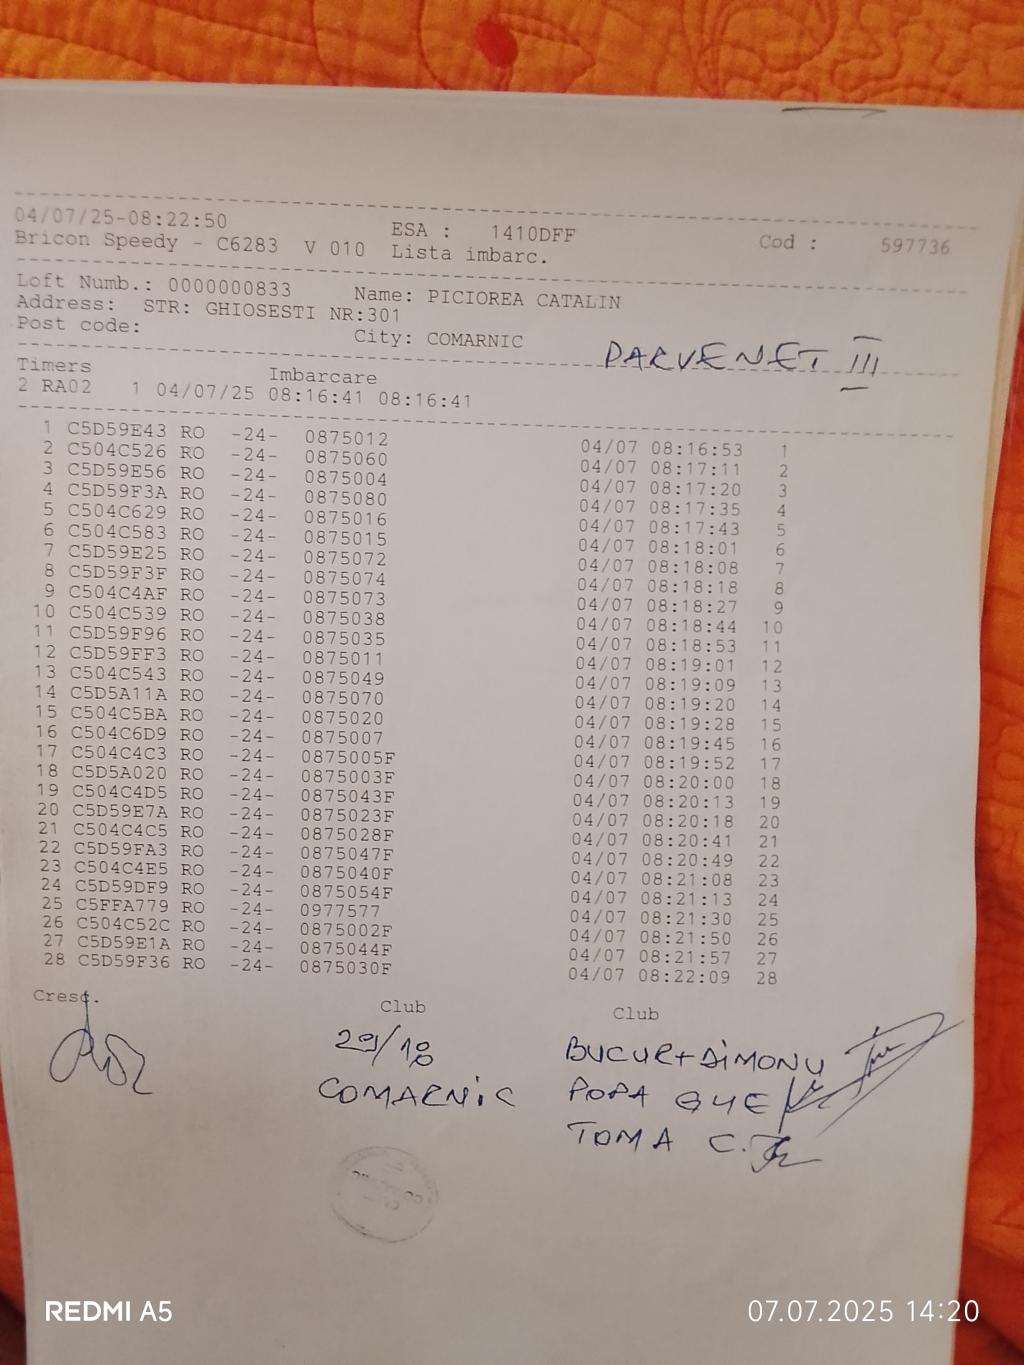 04/07/25-08:22:50 ESA : 1410DFF Cod : 597736
Bricon Speedy - C6283 V 010 Lista imbarc.
Loft Numb.: 0000000833 Name: PICIOREA CATALIN
Address: STR: GHIOSESTI NR:301
Post code: City: COMARNIC
PARVENET III
Timers Imbarcare
2 RA02 1 04/07/25 08:16:41 08:16:41
1 C5D59E43 RO -24- 0875012 04/07 08:16:53 1
2 C504C526 RO -24- 0875060 04/07 08:17:11 2
3 C5D59E56 RO -24- 0875004 04/07 08:17:20 3
4 C5D59F3A RO -24- 0875080 04/07 08:17:35 4
5 C504C629 RO -24- 0875016 04/07 08:17:43 5
6 C504C583 RO -24- 0875015 04/07 08:18:01 6
7 C5D59E25 RO -24- 0875072 04/07 08:18:08 7
8 C5D59F3F RO -24- 0875074 04/07 08:18:18 8
9 C504C4AF RO -24- 0875073 04/07 08:18:27 9
10 C504C539 RO -24- 0875038 04/07 08:18:44 10
11 C5D59F96 RO -24- 0875035 04/07 08:18:53 11
12 C5D59FF3 RO -24- 0875011 04/07 08:19:01 12
13 C504C543 RO -24- 0875049 04/07 08:19:09 13
14 C5D5A11A RO -24- 0875070 04/07 08:19:20 14
15 C504C5BA RO -24- 0875020 04/07 08:19:28 15
16 C504C6D9 RO -24- 0875007 04/07 08:19:45 16
17 C504C4C3 RO -24- 0875005F 04/07 08:19:52 17
18 C5D5A020 RO -24- 0875003F 04/07 08:20:00 18
19 C504C4D5 RO -24- 0875043F 04/07 08:20:13 19
20 C5D59E7A RO -24- 0875023F 04/07 08:20:18 20
21 C504C4C5 RO -24- 0875028F 04/07 08:20:41 21
22 C5D59FA3 RO -24- 0875047F 04/07 08:20:49 22
23 C504C4E5 RO -24- 0875040F 04/07 08:21:08 23
24 C5D59DF9 RO -24- 0875054F 04/07 08:21:13 24
25 C5FFA779 RO -24- 0977577 04/07 08:21:30 25
26 C504C52C RO -24- 0875002F 04/07 08:21:50 26
27 C5D59E1A RO -24- 0875044F 04/07 08:21:57 27
28 C5D59F36 RO -24- 0875030F 04/07 08:22:09 28
Cresc. Club Club
29/18 BUCUR+DIMONU
COMARNIC POPA GHE
TOMA C.
REDMI A5 07.07.2025 14:20